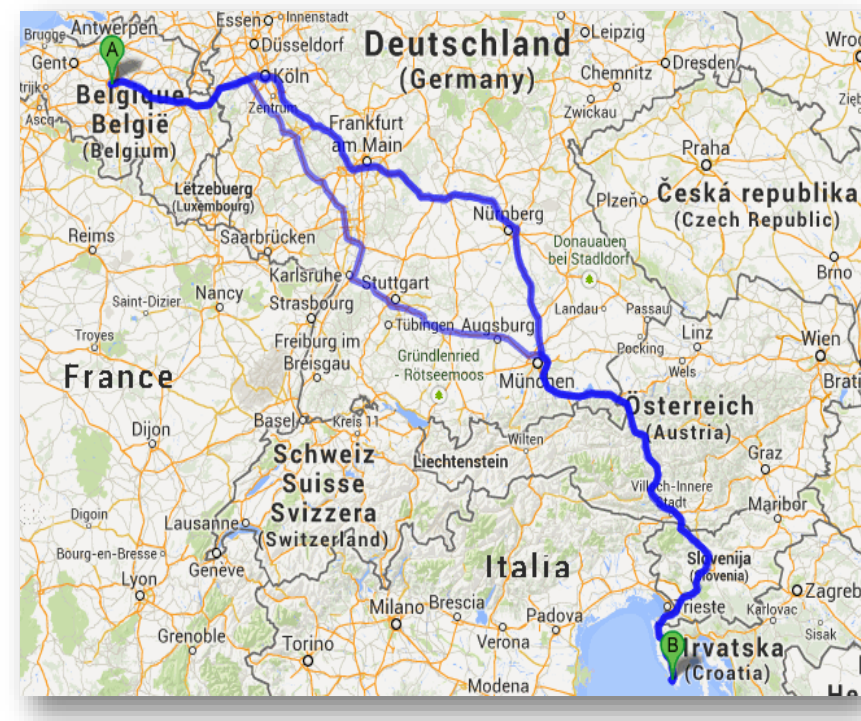 Essen
Innenstadt
Brugge
Antwerpen
A
Düsseldorf
Deutschland
(Germany)
Leipzig
Gent
Köln
Chemnitz
Dresden
Zentrum
Zwickau
Belgique
België
(Belgium)
Frankfurt
am Main
Praha
Lëtzebuerg
(Luxembourg)
Plzeň
Česká republika
(Czech Republic)
Nürnberg
Reims
Saarbrücken
Donauauen
bei Stadldorf
Brno
Karlsruhe
Stuttgart
Nancy
Saint-Dizier
Strasbourg
Landau
Passau
Troyes
Tübingen
Augsburg
Linz
Freiburg im
Breisgau
Pocking
Wels
Wien
Gründlenried
- Rötseemoos
München
France
Österreich
(Austria)
Basel
Kreis 11
Dijon
Wilten
Graz
Schweiz
Suisse
Svizzera
(Switzerland)
Liechtenstein
Maribor
Digoin
Lausanne
Bourg-en-Bresse
Genève
Italia
Slovenija
(Slovenia)
Lyon
Zagreb
Milano
Brescia
Trieste
Karlovac
Padova
Grenoble
Verona
Sisak
Torino
B
Hrvatska
(Croatia)
Modena